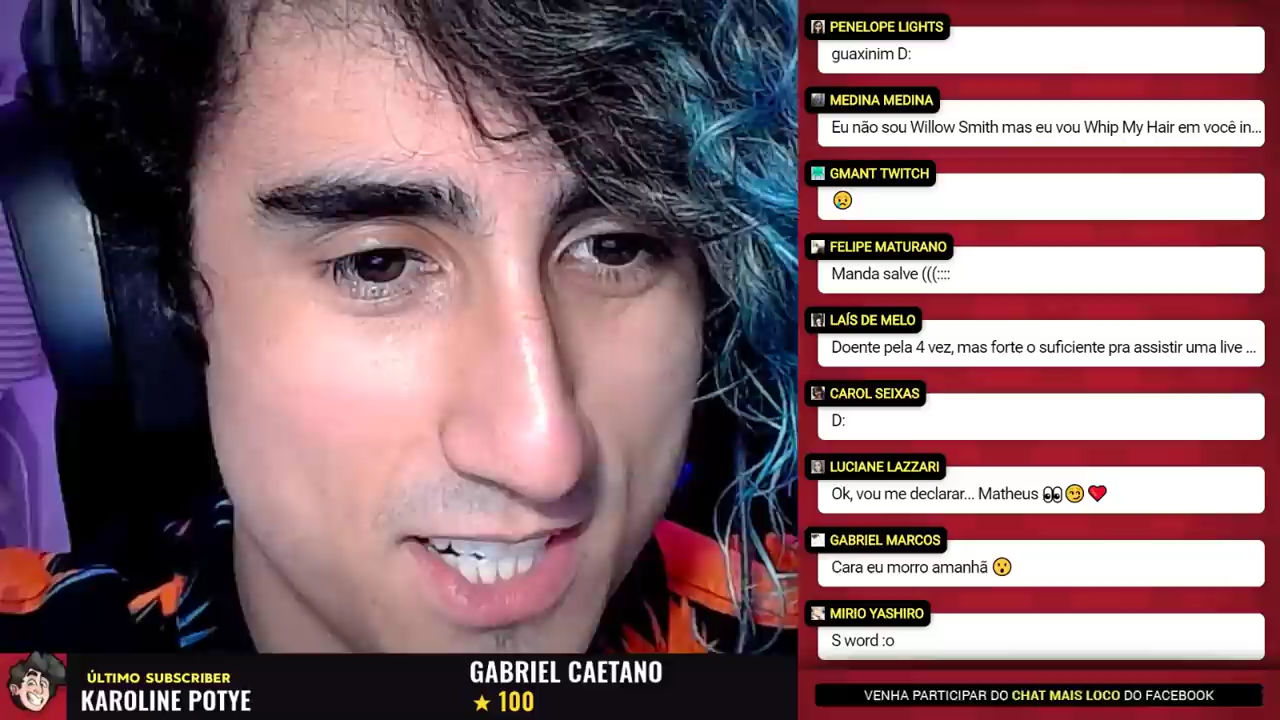 PENELOPE LIGHTS
guaxinim D:
MEDINA MEDINA
Eu não sou Willow Smith mas eu vou Whip My Hair em você in...
GMANT TWITCH
😥
FELIPE MATURANO
Manda salve (((::::
LAÍS DE MELO
Doente pela 4 vez, mas forte o suficiente pra assistir uma live ...
CAROL SEIXAS
D:
LUCIANE LAZZARI
Ok, vou me declarar... Matheus 👀😏❤
GABRIEL MARCOS
Cara eu morro amanhã 😮
MIRIO YASHIRO
S word :o
VENHA PARTICIPAR DO CHAT MAIS LOCO DO FACEBOOK
ÚLTIMO SUBSCRIBER
KAROLINE POTYE
GABRIEL CAETANO
★ 100